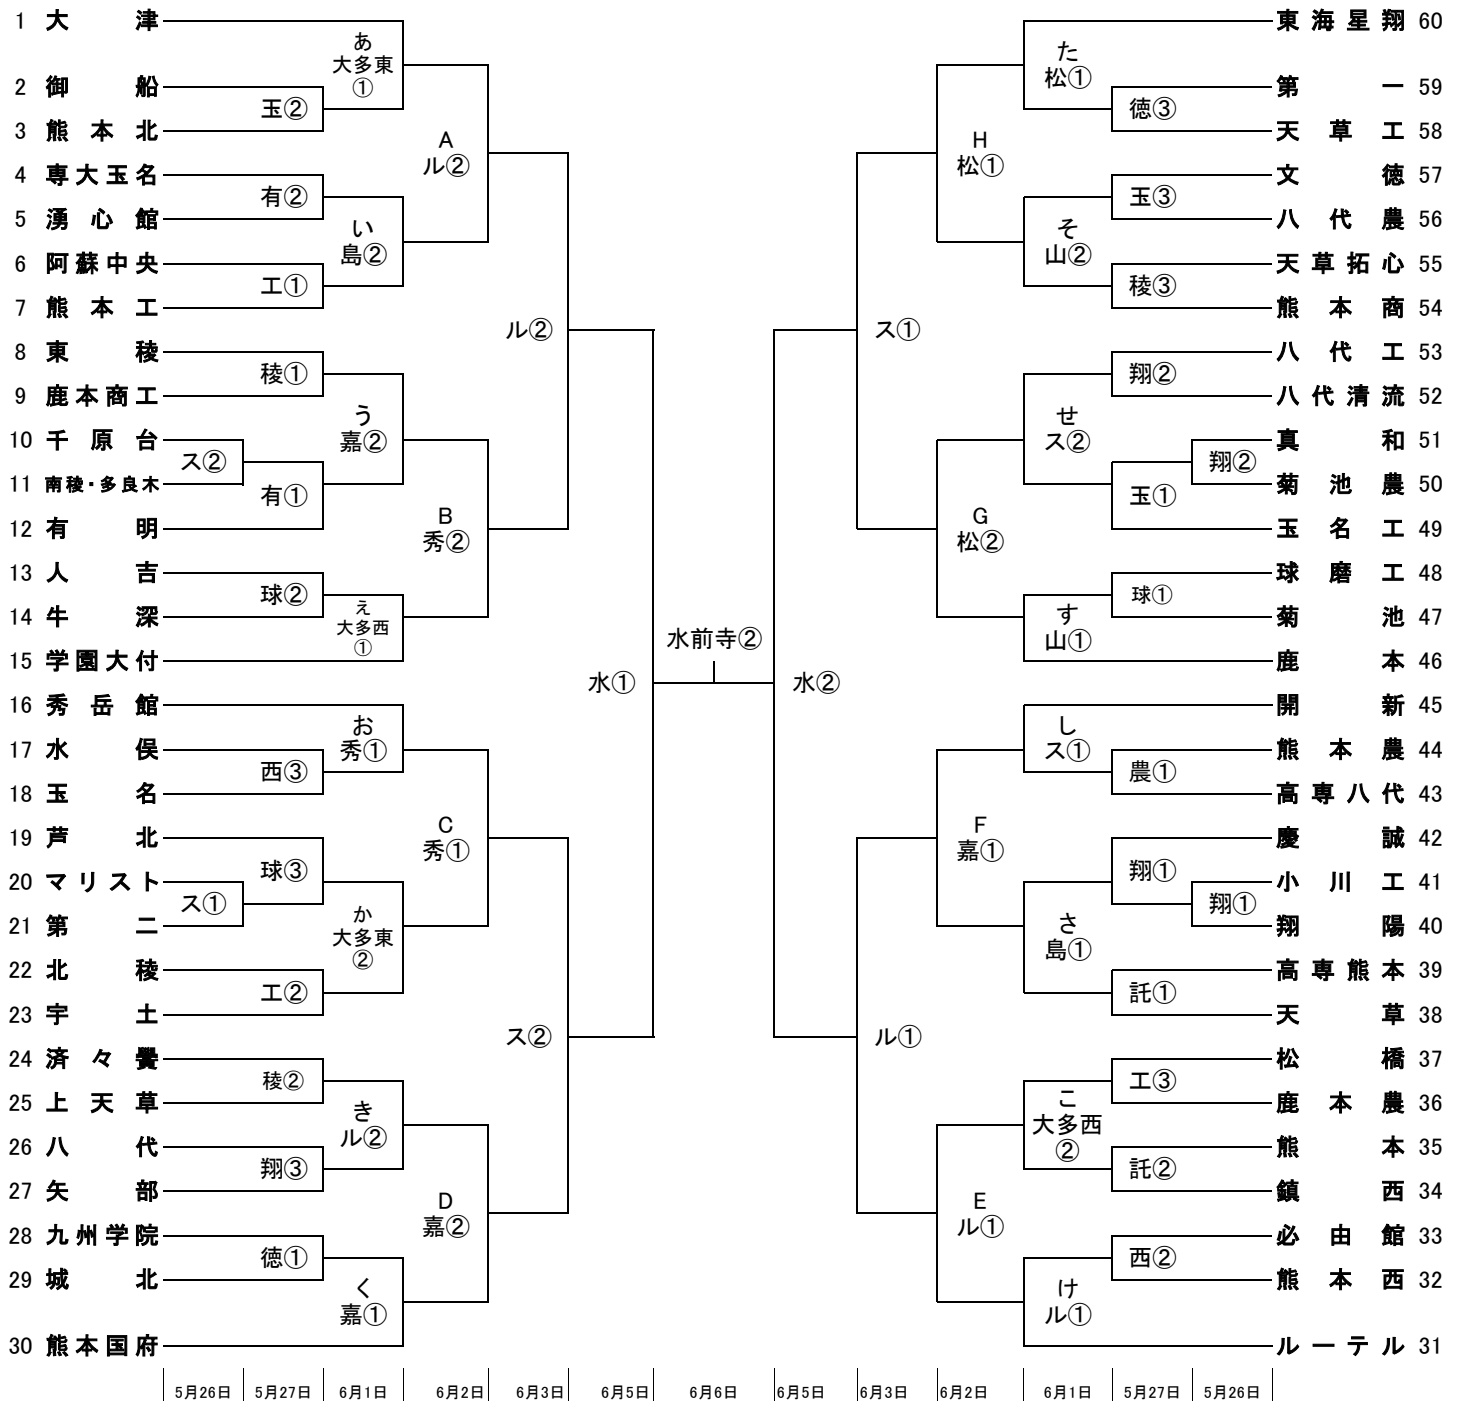 1 大津
2 御船
3 熊本北
4 専大玉名
5 湧心館
6 阿蘇中央
7 熊本工
8 東稜
9 鹿本商工
10 千原台
11 南稜・多良木
12 有明
13 人吉
14 牛深
15 学園大付
16 秀岳館
17 水俣
18 玉名
19 芦北
20 マリスト
21 第二
22 北稜
23 宇土
24 済々黌
25 上天草
26 八代
27 矢部
28 九州学院
29 城北
30 熊本国府
ス②
ス①
玉②
有②
工①
稜①
有①
球②
西③
球③
工②
稜②
翔③
徳①
あ
大多東
①
い
島②
う
嘉②
え
大多西
①
お
秀①
か
大多東
②
き
ル②
く
嘉①
A
ル②
B
秀②
C
秀①
D
嘉②
ル②
ス②
水①
水前寺②
水②
ス①
ル①
H
松①
G
松②
F
嘉①
E
ル①
た
松①
そ
山②
せ
ス②
す
山①
し
ス①
さ
島①
こ
大多西
②
け
ル①
徳③
玉③
稜③
翔②
玉①
球①
農①
翔①
託①
工③
託②
西②
翔②
翔①
東海星翔 60
第一 59
天草工 58
文徳 57
八代農 56
天草拓心 55
熊本商 54
八代工 53
八代清流 52
真和 51
菊池農 50
玉名工 49
球磨工 48
菊池 47
鹿本 46
開新 45
熊本農 44
高専八代 43
慶誠 42
小川工 41
翔陽 40
高専熊本 39
天草 38
松橋 37
鹿本農 36
熊本 35
鎮西 34
必由館 33
熊本西 32
ルーテル 31
5月26日 5月27日 6月1日 6月2日 6月3日 6月5日 6月6日 6月5日 6月3日 6月2日 6月1日 5月27日 5月26日